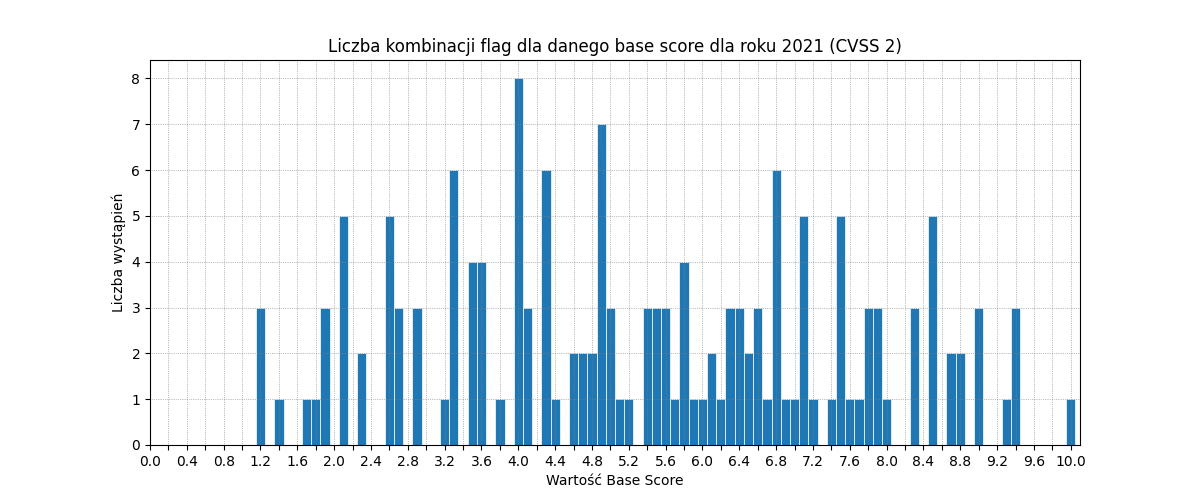 Liczba kombinacji flag dla danego base score dla roku 2021 (CVSS 2)
8
7
6
5
4
3
2
1
0
Liczba wystąpień
0.0 0.4 0.8 1.2 1.6 2.0 2.4 2.8 3.2 3.6 4.0 4.4 4.8 5.2 5.6 6.0 6.4 6.8 7.2 7.6 8.0 8.4 8.8 9.2 9.6 10.0
Wartość Base Score